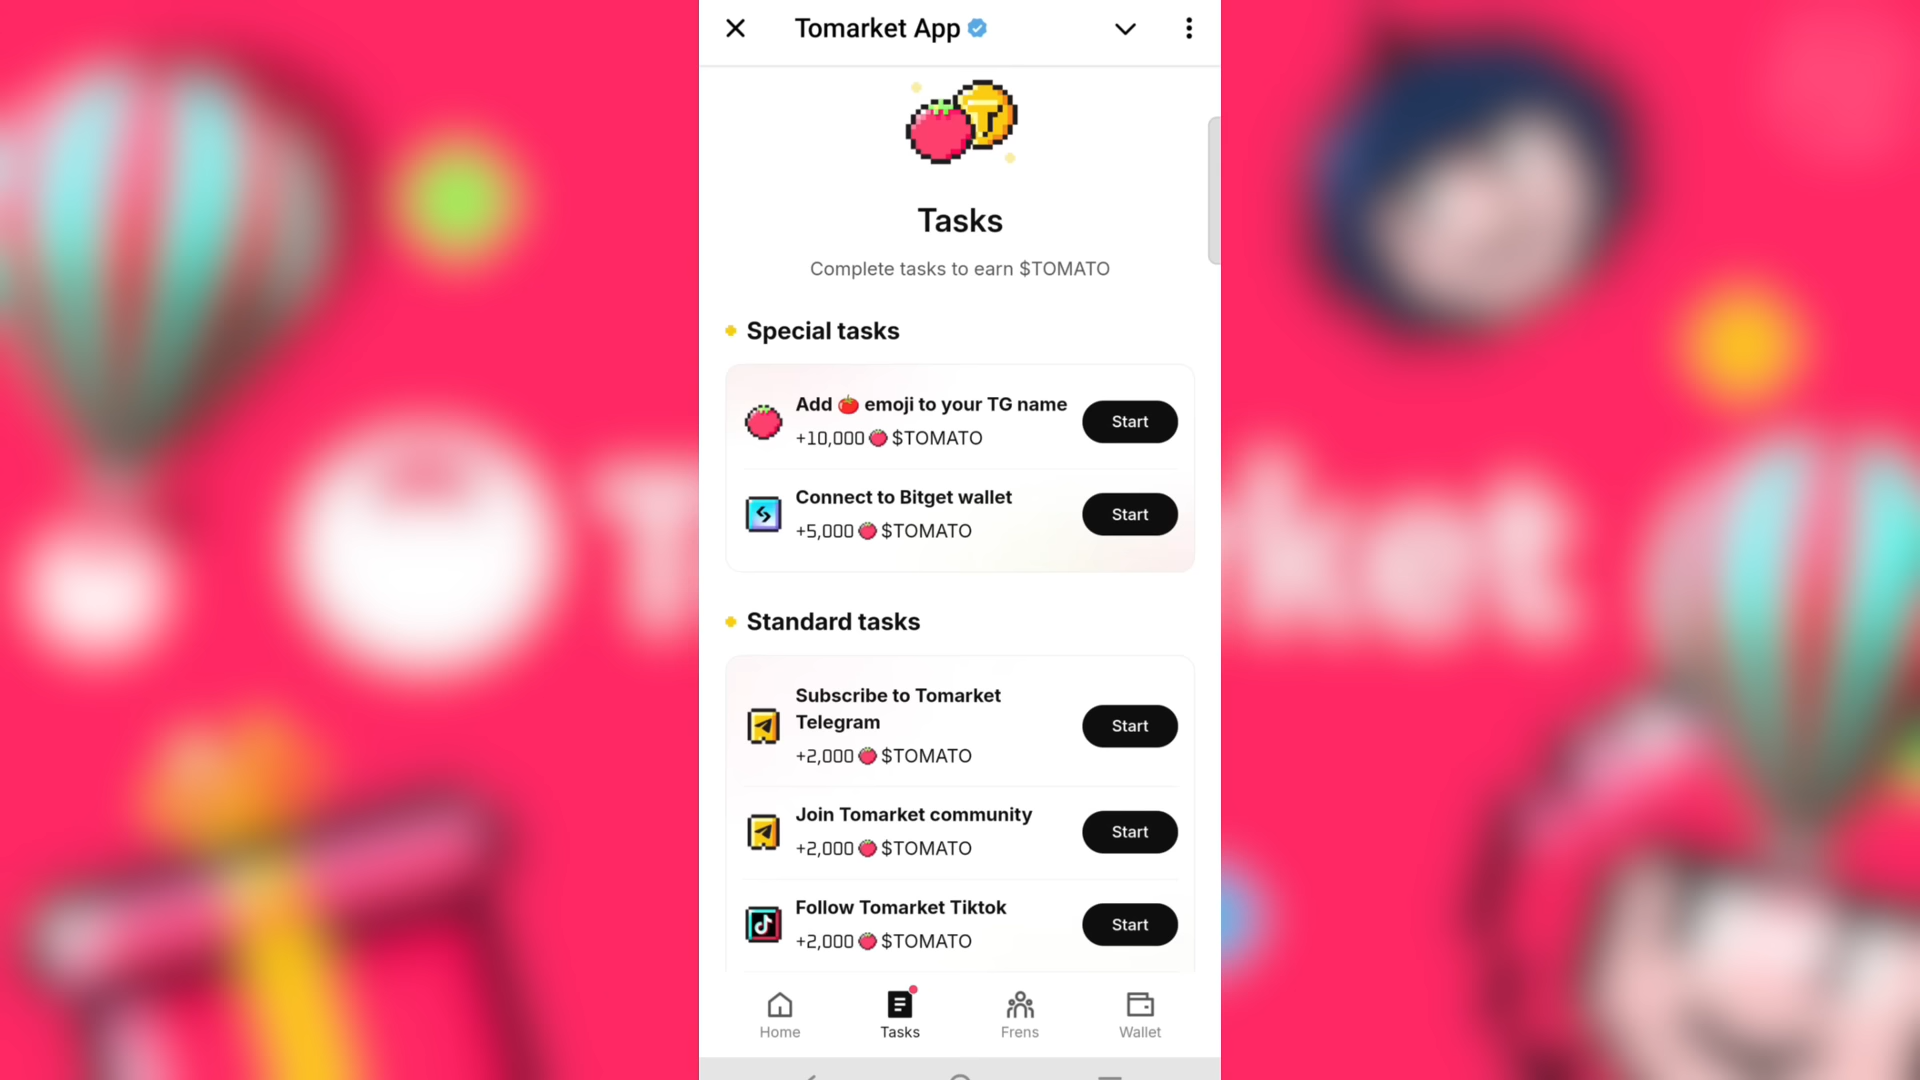 Tomarket App
Tasks
Complete tasks to earn $TOMATO
Special tasks
Add 🍅 emoji to your TG name
+10,000 $TOMATO
Start
Connect to Bitget wallet
+5,000 $TOMATO
Start
Standard tasks
Subscribe to Tomarket
Telegram
+2,000 $TOMATO
Start
Join Tomarket community
+2,000 $TOMATO
Start
Follow Tomarket Tiktok
+2,000 $TOMATO
Start
Home
Tasks
Frens
Wallet